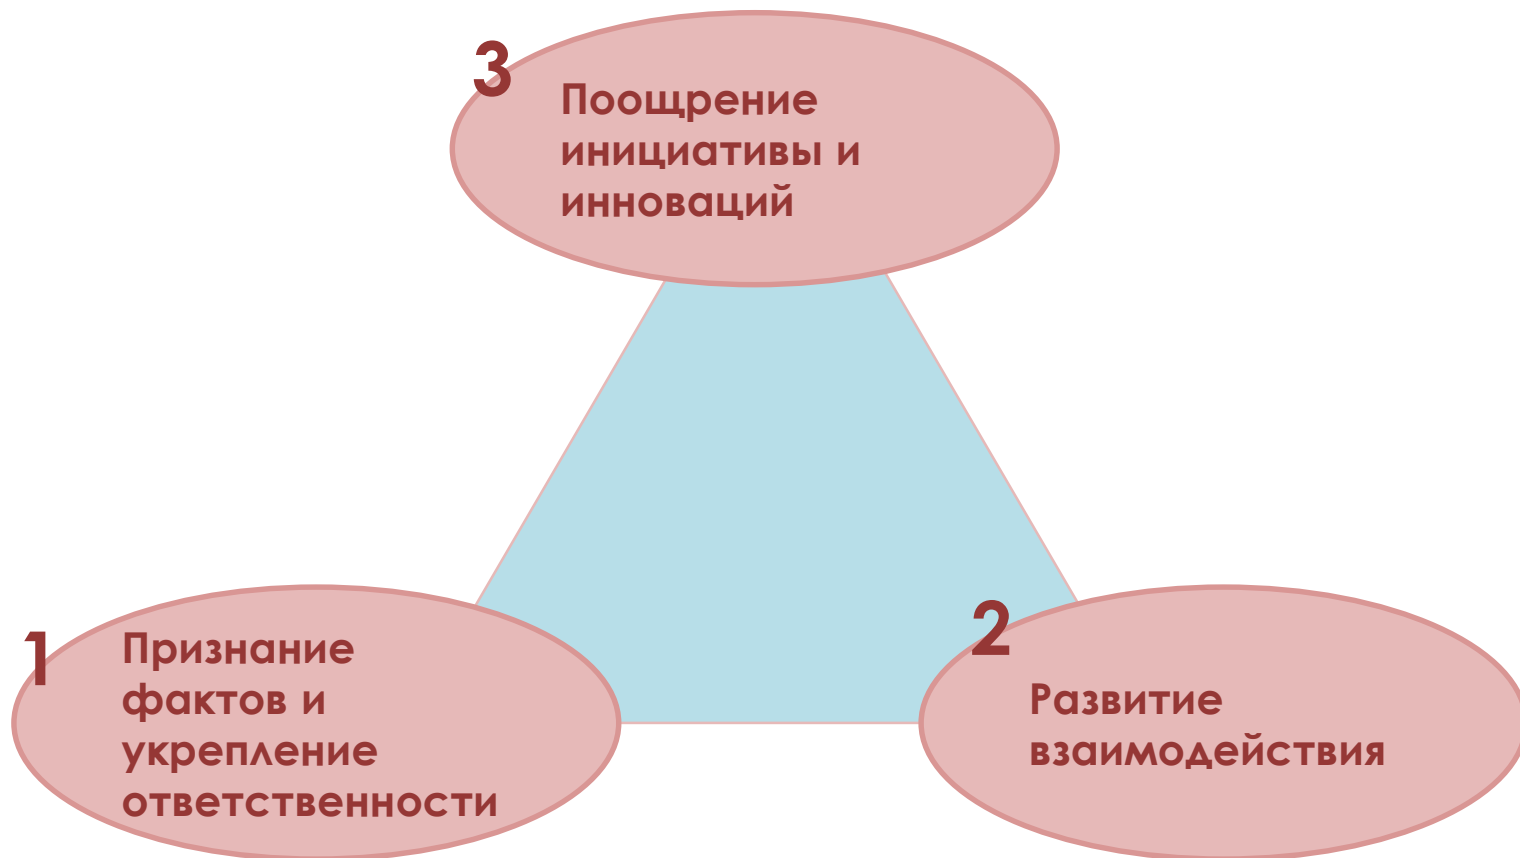 3
Поощрение
инициативы и
инноваций
1
Признание
фактов и
укрепление
ответственности
2
Развитие
взаимодействия